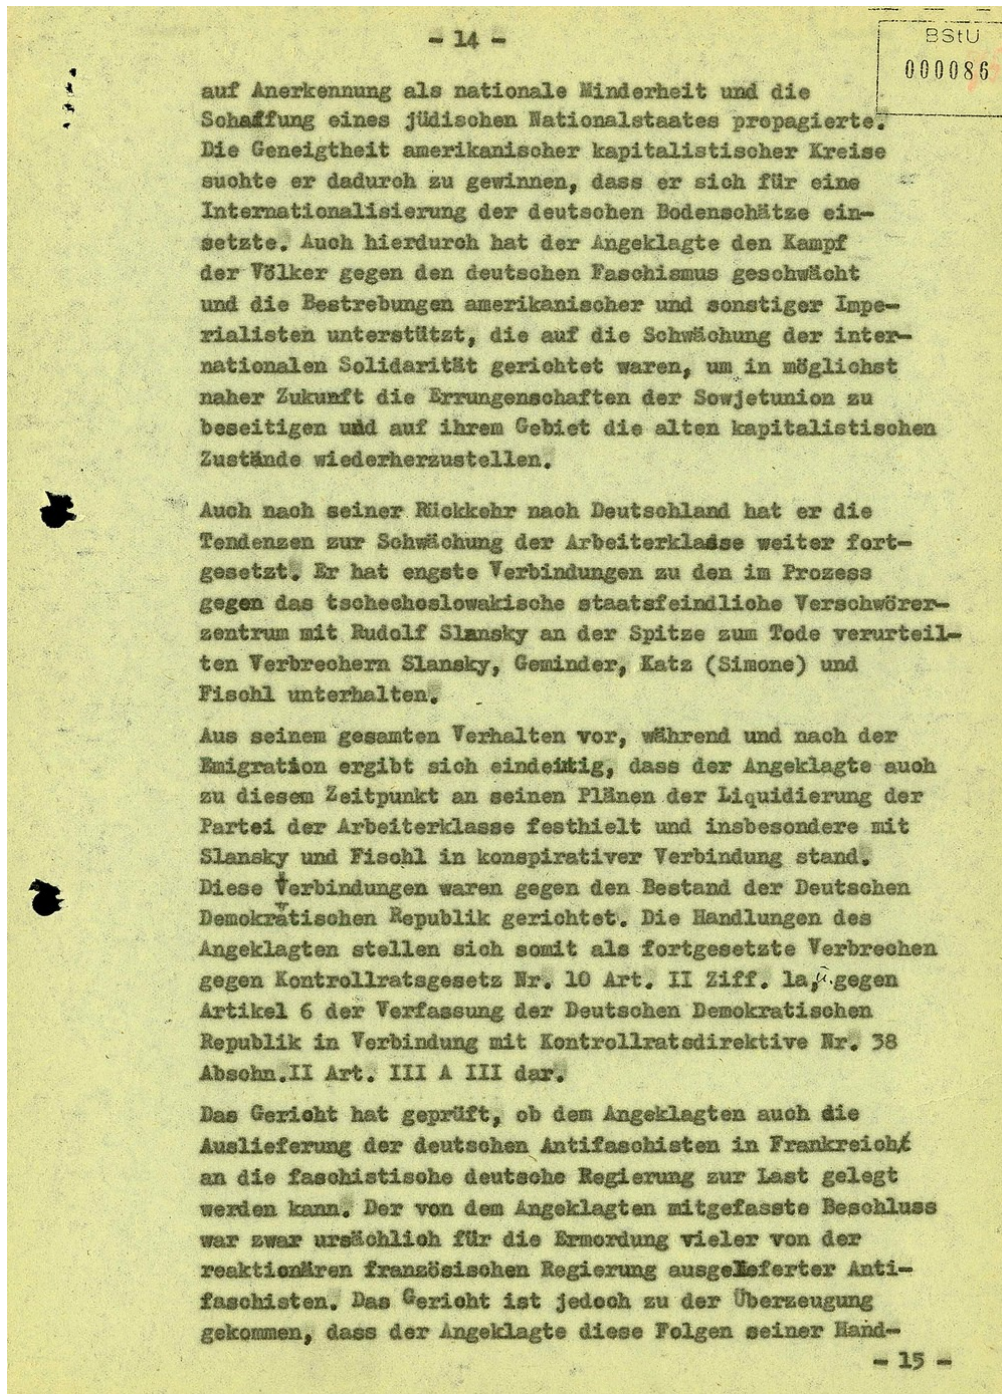 - 14 -
BStU
000086
auf Anerkennung als nationale Minderheit und die
Schaffung eines jüdischen Nationalstaates propagierte.
Die Geneigtheit amerikanischer kapitalistischer Kreise
suchte er dadurch zu gewinnen, dass er sich für eine
Internationalisierung der deutschen Bodenschätze ein-
setzte. Auch hierdurch hat der Angeklagte den Kampf
der Völker gegen den deutschen Faschismus geschwächt
und die Bestrebungen amerikanischer und sonstiger Impe-
rialisten unterstützt, die auf die Schwächung der inter-
nationalen Solidarität gerichtet waren, um in möglichst
naher Zukunft die Errungenschaften der Sowjetunion zu
beseitigen und auf ihrem Gebiet die alten kapitalistischen
Zustände wiederherzustellen.
Auch nach seiner Rückkehr nach Deutschland hat er die
Tendenzen zur Schwächung der Arbeiterklasse weiter fort-
gesetzt. Er hat engste Verbindungen zu den im Prozess
gegen das tschechoslowakische staatsfeindliche Verschwörer-
zentrum mit Rudolf Slansky an der Spitze zum Tode verurteil-
ten Verbrechern Slansky, Geminder, Katz (Simone) und
Fischl unterhalten.
Aus seinem gesamten Verhalten vor, während und nach der
Emigration ergibt sich eindeutig, dass der Angeklagte auch
zu diesem Zeitpunkt an seinen Plänen der Liquidierung der
Partei der Arbeiterklasse festhielt und insbesondere mit
Slansky und Fischl in konspirativer Verbindung stand.
Diese Verbindungen waren gegen den Bestand der Deutschen
Demokratischen Republik gerichtet. Die Handlungen des
Angeklagten stellen sich somit als fortgesetzte Verbrechen
gegen Kontrollratsgesetz Nr. 10 Art. II Ziff. 1a, u. gegen
Artikel 6 der Verfassung der Deutschen Demokratischen
Republik in Verbindung mit Kontrollratsdirektive Nr. 38
Abschn.II Art. III A III dar.
Das Gericht hat geprüft, ob dem Angeklagten auch die
Auslieferung der deutschen Antifaschisten in Frankreich
an die faschistische deutsche Regierung zur Last gelegt
werden kann. Der von dem Angeklagten mitgefasste Beschluss
war zwar ursächlich für die Ermordung vieler von der
reaktionären französischen Regierung ausgelieferter Anti-
faschisten. Das Gericht ist jedoch zu der Überzeugung
gekommen, dass der Angeklagte diese Folgen seiner Hand-
- 15 -